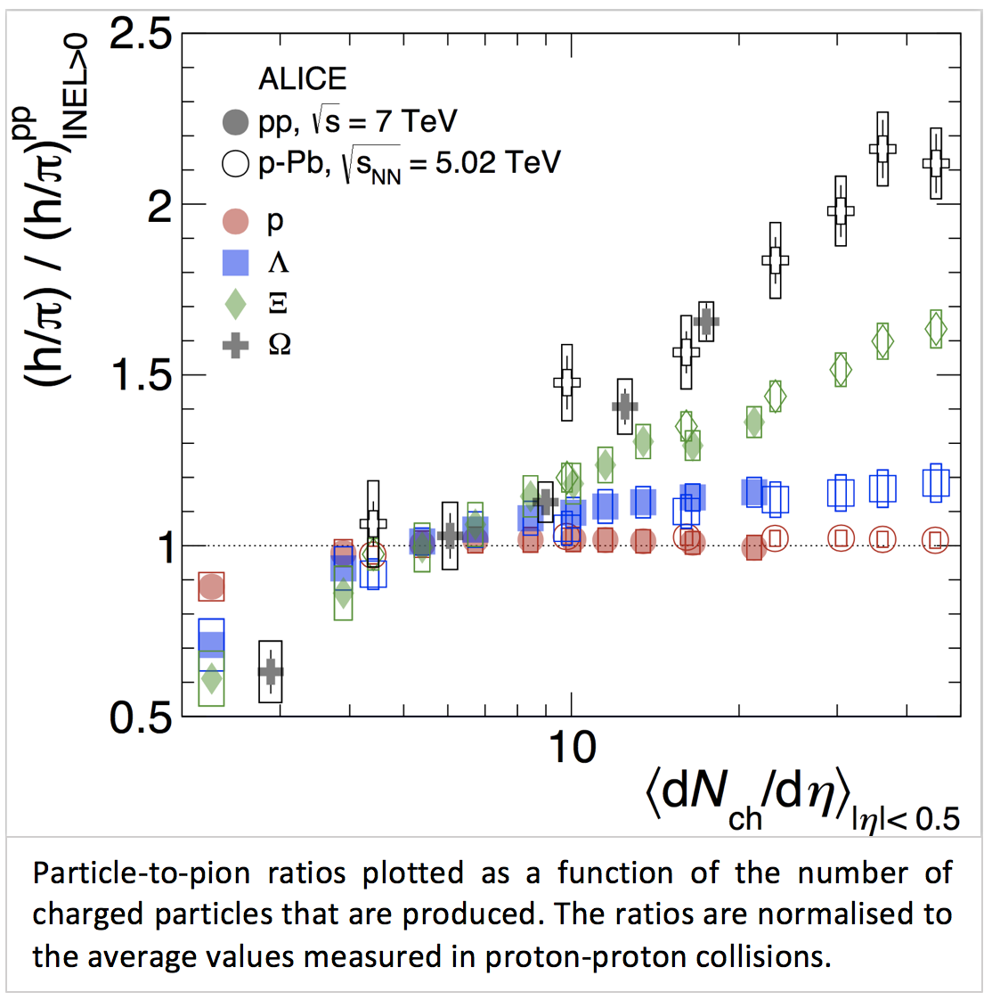 2.5
2
1.5
1
0.5
(h/π) / (h/π)pp INEL>0
ALICE
pp, √s = 7 TeV
p-Pb, √sNN = 5.02 TeV
p
Λ
Ξ
Ω
10
⟨dNch/dη⟩|η|< 0.5
Particle-to-pion ratios plotted as a function of the number of
charged particles that are produced. The ratios are normalised to
the average values measured in proton-proton collisions.